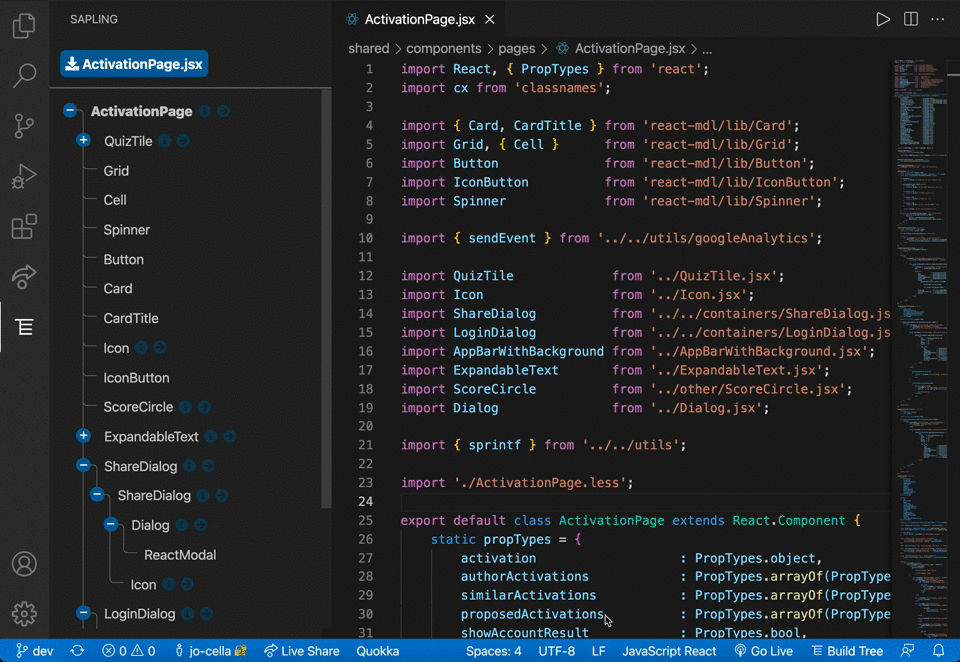 SAPLING
ActivationPage.jsx
ActivationPage
QuizTile
Grid
Cell
Spinner
Button
Card
CardTitle
Icon
IconButton
ScoreCircle
ExpandableText
ShareDialog
ShareDialog
Dialog
ReactModal
Icon
LoginDialog
ActivationPage.jsx
shared > components > pages > ActivationPage.jsx > ...
1 import React, { PropTypes } from 'react';
2 import cx from 'classnames';
3
4 import { Card, CardTitle } from 'react-mdl/lib/Card';
5 import Grid, { Cell } from 'react-mdl/lib/Grid';
6 import Button from 'react-mdl/lib/Button';
7 import IconButton from 'react-mdl/lib/IconButton';
8 import Spinner from 'react-mdl/lib/Spinner';
9
10 import { sendEvent } from '../../utils/googleAnalytics';
11
12 import QuizTile from '../QuizTile.jsx';
13 import Icon from '../Icon.jsx';
14 import ShareDialog from '../../containers/ShareDialog.js
15 import LoginDialog from '../../containers/LoginDialog.js
16 import AppBarWithBackground from '../AppBarWithBackground.jsx';
17 import ExpandableText from '../ExpandableText.jsx';
18 import ScoreCircle from '../other/ScoreCircle.jsx';
19 import Dialog from '../Dialog.jsx';
20
21 import { sprintf } from '../../utils';
22
23 import './ActivationPage.less';
24
25 export default class ActivationPage extends React.Component {
26 static propTypes = {
27 activation : PropTypes.object,
28 authorActivations : PropTypes.arrayOf(PropType
29 similarActivations : PropTypes.arrayOf(PropType
30 proposedActivations : PropTypes.arrayOf(PropType
31 showAccountResult : PropTypes.bool,
dev 0 0 jo-cella Live Share Quokka Spaces: 4 UTF-8 LF JavaScript React Go Live Build Tree